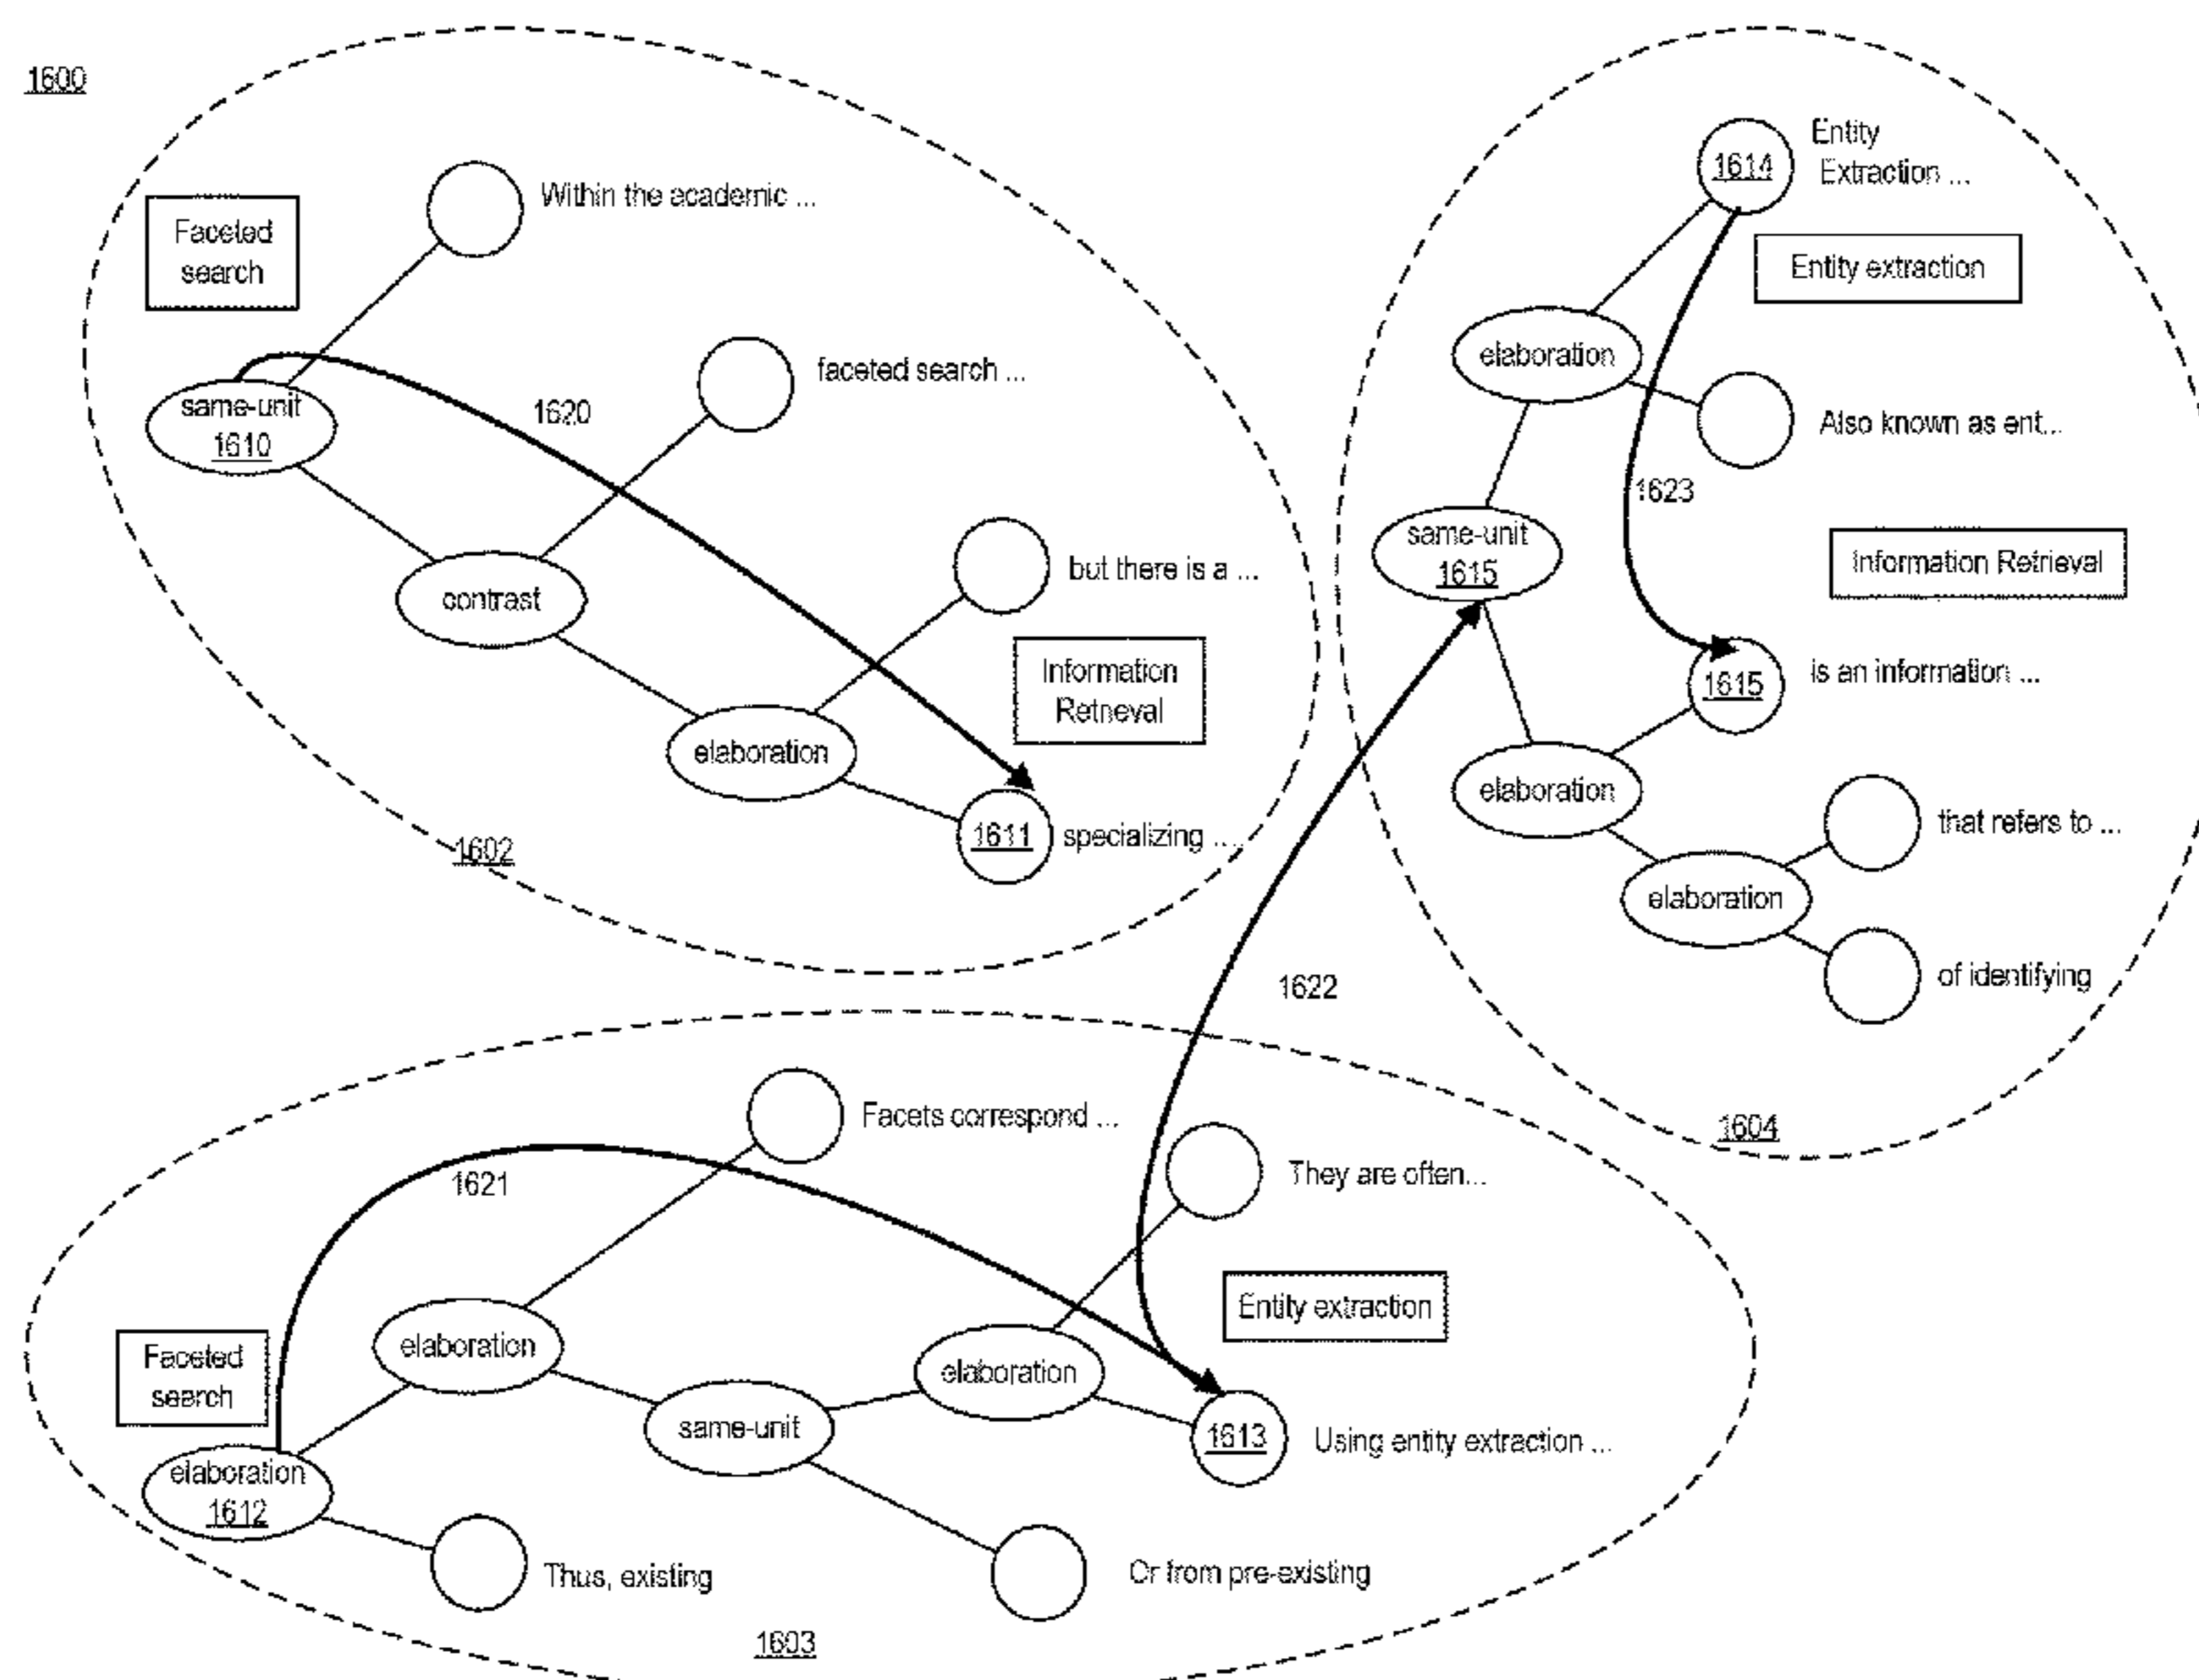 1600
Within the academic ...
Faceted
search
faceted search ...
same-unit
1610
1620
but there is a ...
contrast
Information
Retrieval
elaboration
1611
specializing ....
1602
Entity
Extraction ...
1614
Entity extraction
elaboration
Also known as ent...
1623
same-unit
1615
Information Retrieval
is an information ...
1615
elaboration
that refers to ...
elaboration
of identifying
1622
1604
Facets correspond ...
They are often...
1621
Entity extraction
elaboration
Faceted
search
elaboration
same-unit
1613
Using entity extraction ...
elaboration
1612
Thus, existing
Or from pre-existing
1603